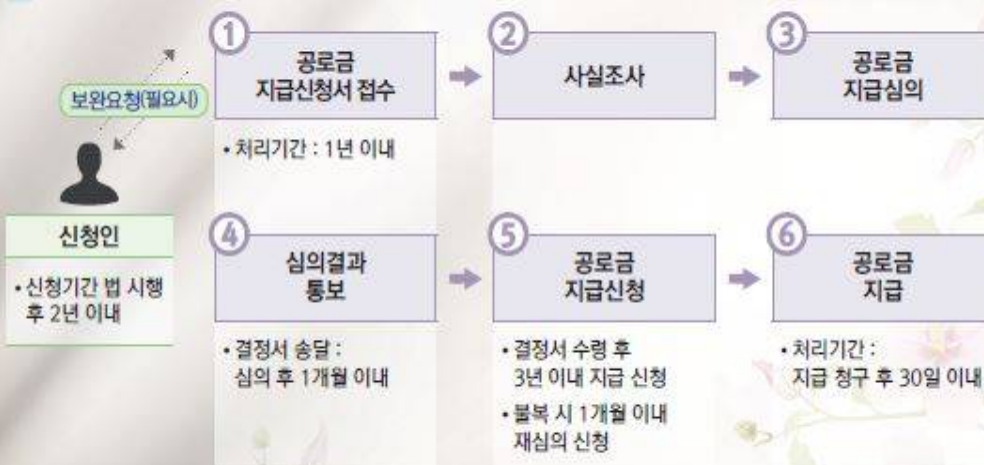 ①
공로금
지급신청서 접수
②
사실조사
③
공로금
지급심의
보완요청(필요시)
• 처리기간 : 1년 이내
신청인
• 신청기간 법 시행
후 2년 이내
④
심의결과
통보
⑤
공로금
지급신청
⑥
공로금
지급
• 결정서 송달 :
심의 후 1개월 이내
• 결정서 수령 후
3년 이내 지급 신청
• 불복 시 1개월 이내
재심의 신청
• 처리기간 :
지급 청구 후 30일 이내